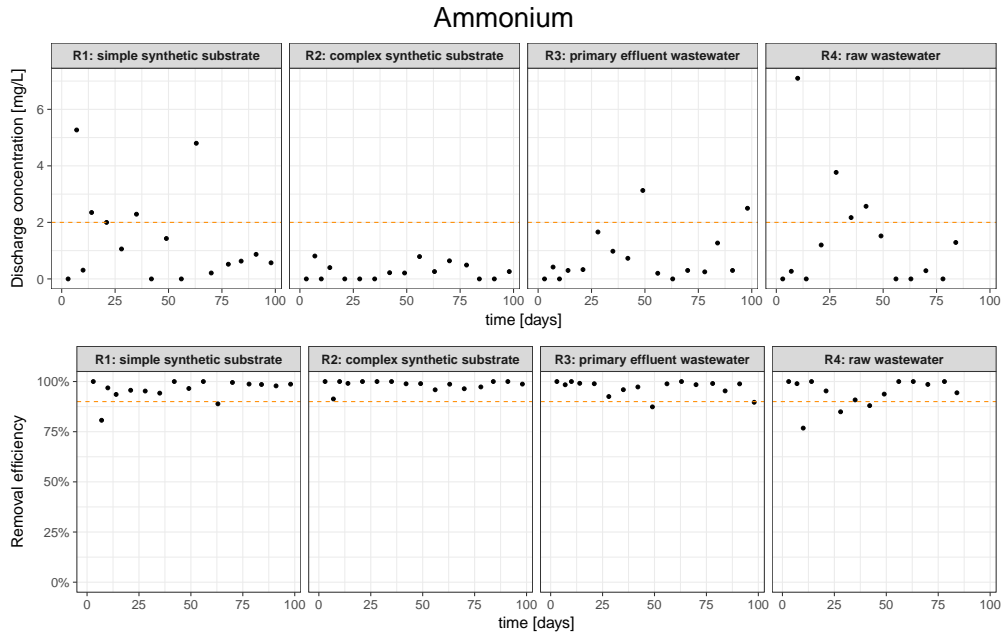 Ammonium
R1: simple synthetic substrate R2: complex synthetic substrate R3: primary effluent wastewater R4: raw wastewater
Discharge concentration [mg/L]
6
4
2
0
0 25 50 75 100 0 25 50 75 100 0 25 50 75 100 0 25 50 75 100
time [days]
R1: simple synthetic substrate R2: complex synthetic substrate R3: primary effluent wastewater R4: raw wastewater
Removal efficiency
100%
75%
50%
25%
0%
0 25 50 75 100 0 25 50 75 100 0 25 50 75 100 0 25 50 75 100
time [days]